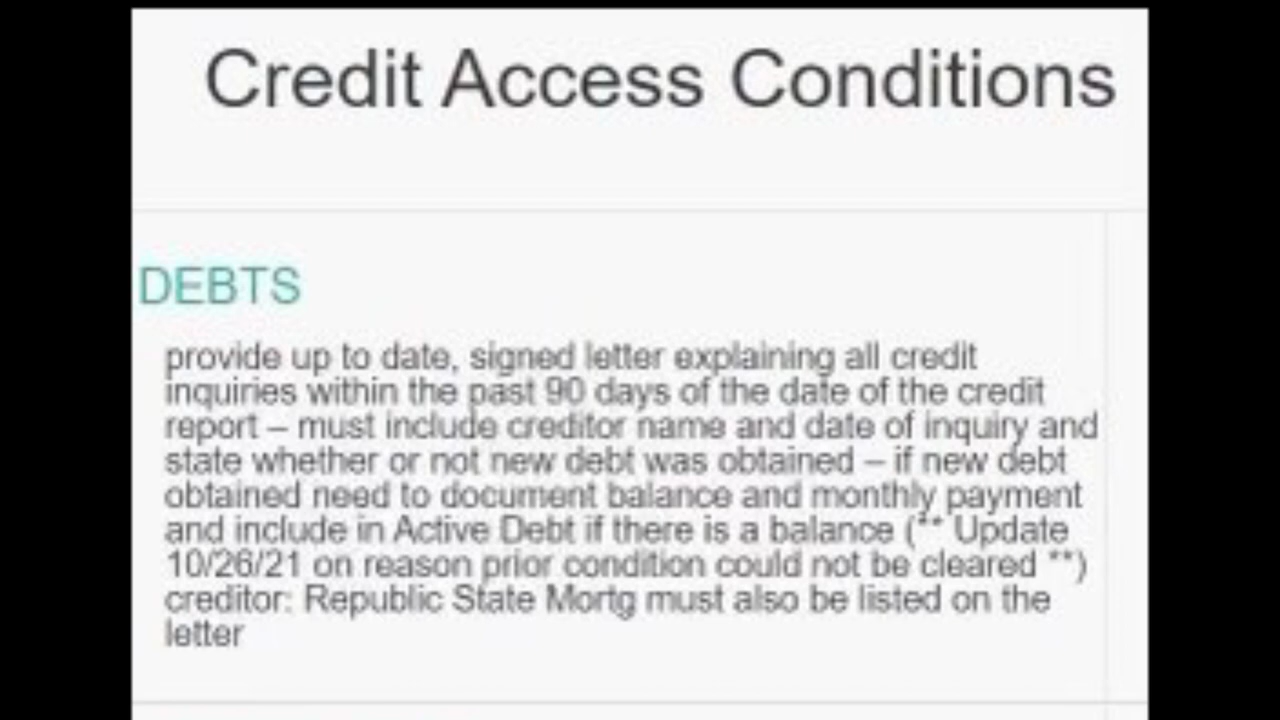 Credit Access Conditions
DEBTS
provide up to date, signed letter explaining all credit
inquiries within the past 90 days of the date of the credit
report – must include creditor name and date of inquiry and
state whether or not new debt was obtained – if new debt
obtained need to document balance and monthly payment
and include in Active Debt if there is a balance (** Update
10/26/21 on reason prior condition could not be cleared **)
creditor: Republic State Mortg must also be listed on the
letter